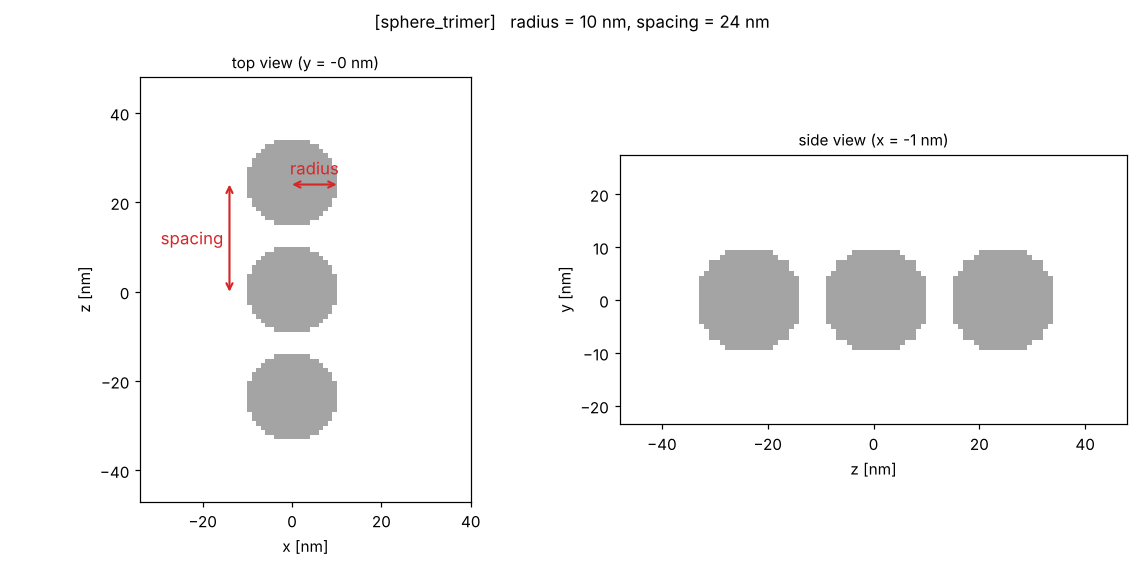 [sphere_trimer]   radius = 10 nm, spacing = 24 nm
top view (y = -0 nm)
40
20
0
−20
−40
z [nm]
radius
spacing
−20
0
20
40
x [nm]
side view (x = -1 nm)
20
10
0
−10
−20
y [nm]
−40
−20
0
20
40
z [nm]